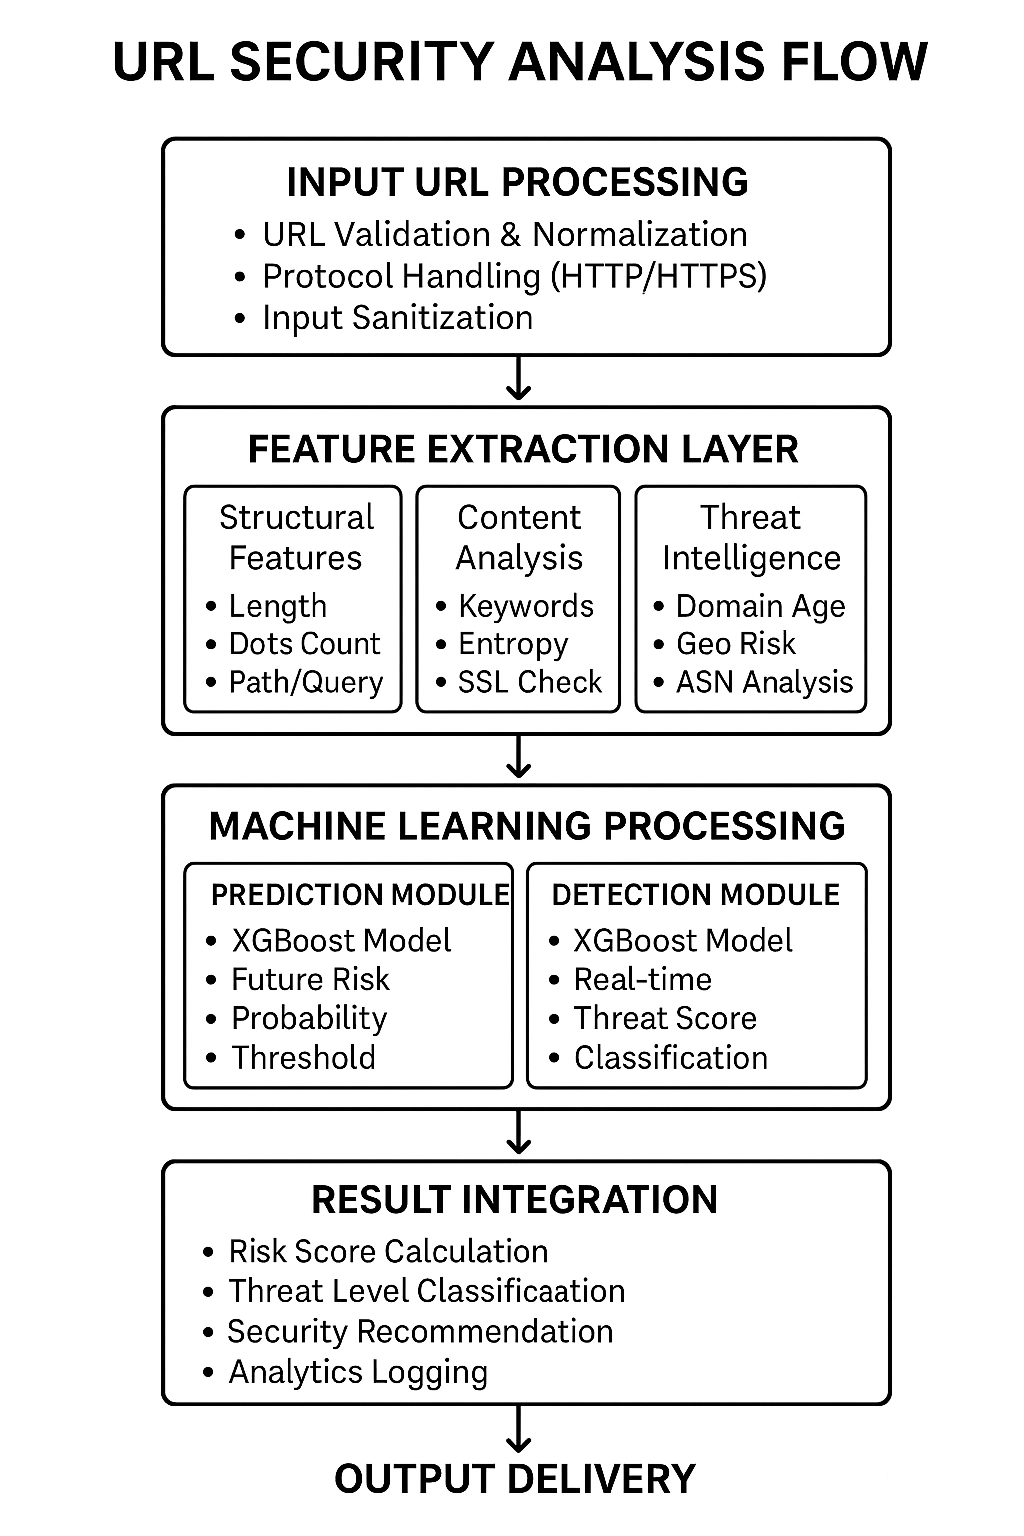 URL SECURITY ANALYSIS FLOW
INPUT URL PROCESSING
• URL Validation & Normalization
• Protocol Handling (HTTP/HTTPS)
• Input Sanitization
FEATURE EXTRACTION LAYER
Structural
Features
• Length
• Dots Count
• Path/Query
Content
Analysis
• Keywords
• Entropy
• SSL Check
Threat
Intelligence
• Domain Age
• Geo Risk
• ASN Analysis
MACHINE LEARNING PROCESSING
PREDICTION MODULE
• XGBoost Model
• Future Risk
• Probability
• Threshold
DETECTION MODULE
• XGBoost Model
• Real-time
• Threat Score
• Classification
RESULT INTEGRATION
• Risk Score Calculation
• Threat Level Classificaation
• Security Recommendation
• Analytics Logging
OUTPUT DELIVERY